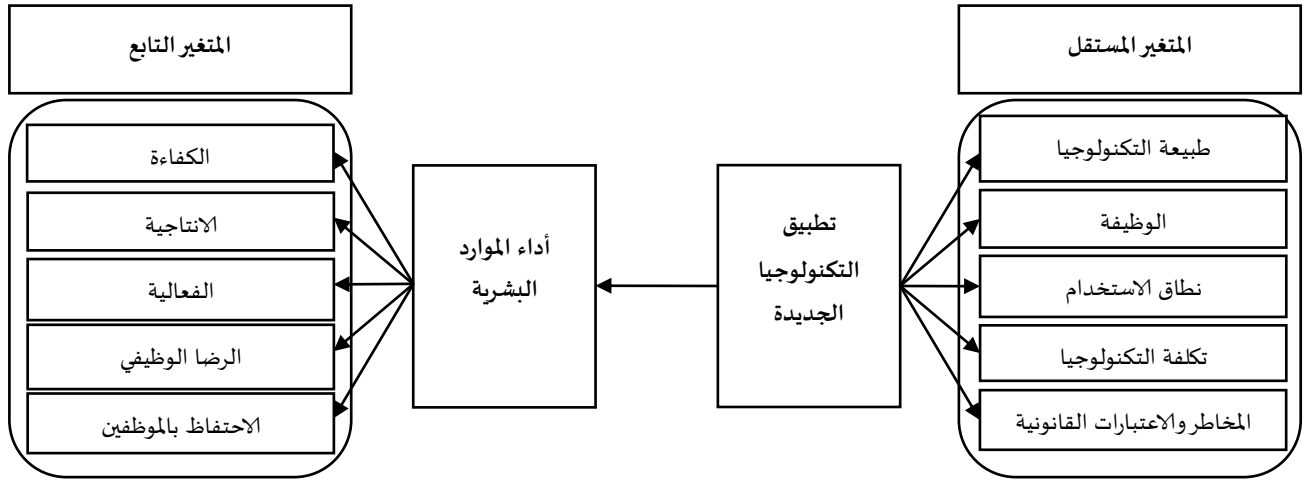 المتغير المستقل
المتغير التابع
طبيعة التكنولوجيا
الوظيفة
نطاق الاستخدام
تكلفة التكنولوجيا
المخاطر والاعتبارات القانونية
تطبيق
التكنولوجيا
الجديدة
أداء الموارد
البشرية
الكفاءة
الانتاجية
الفعالية
الرضا الوظيفي
الاحتفاظ بالموظفين